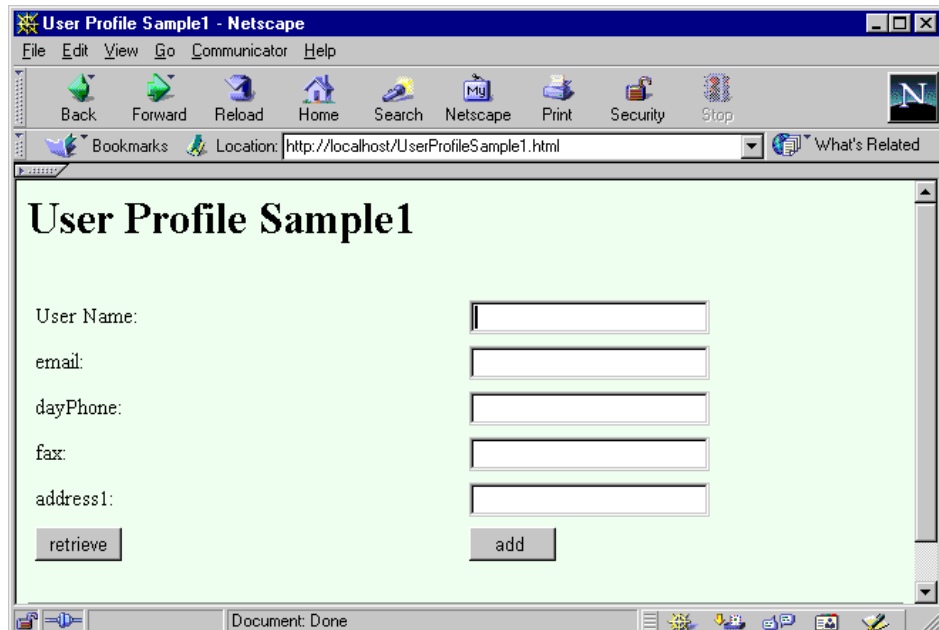 User Profile Sample1 - Netscape
File Edit View Go Communicator Help
My
N
Back Forward Reload Home Search Netscape Print Security Stop
Bookmarks Location: http://localhost/UserProfileSample1.html What's Related
User Profile Sample1
User Name:
email:
dayPhone:
fax:
address1:
retrieve add
Document: Done